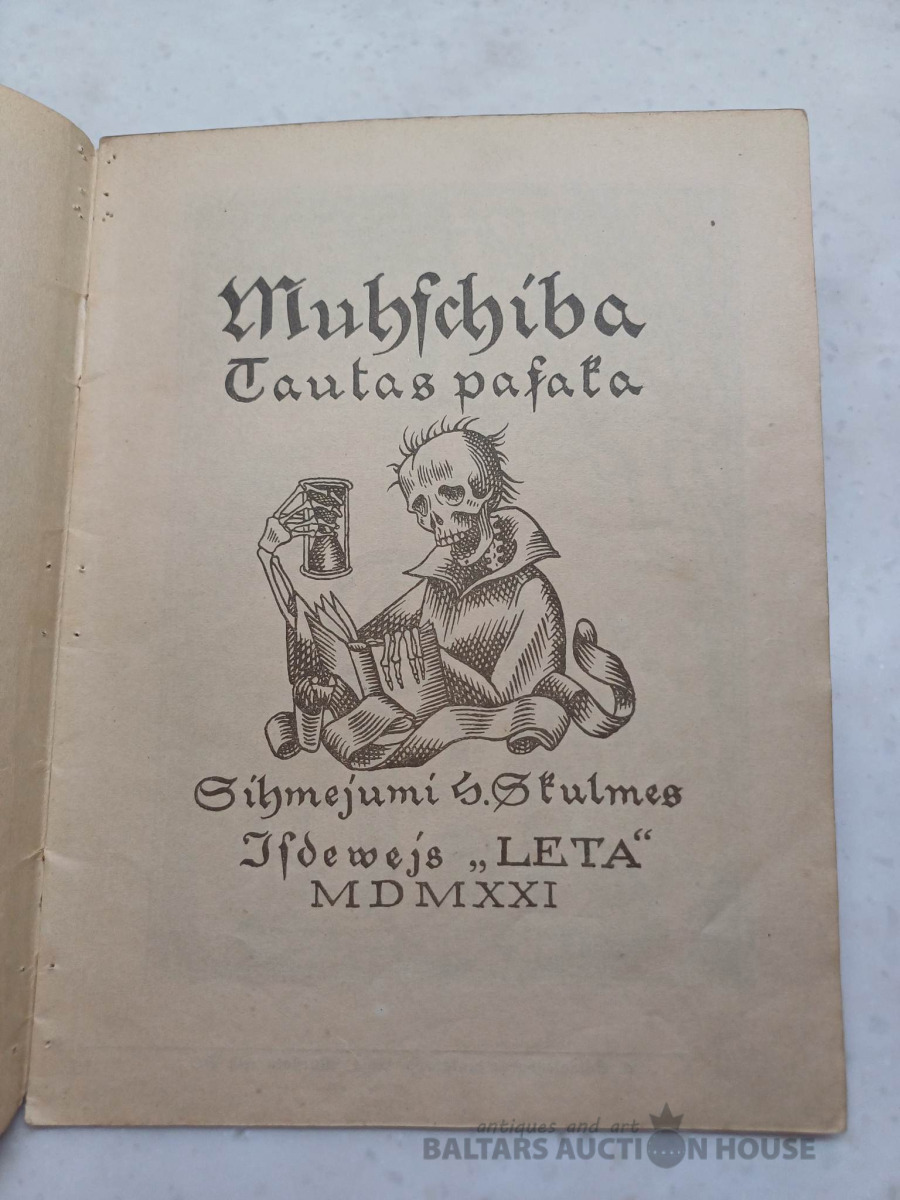 Muhſchiba
Tautas paſaka
Sihmejumi H. Skulmes
Iſdewejs „LETA“
MDMXXI
antiques and art
BALTARS AUCTION HOUSE